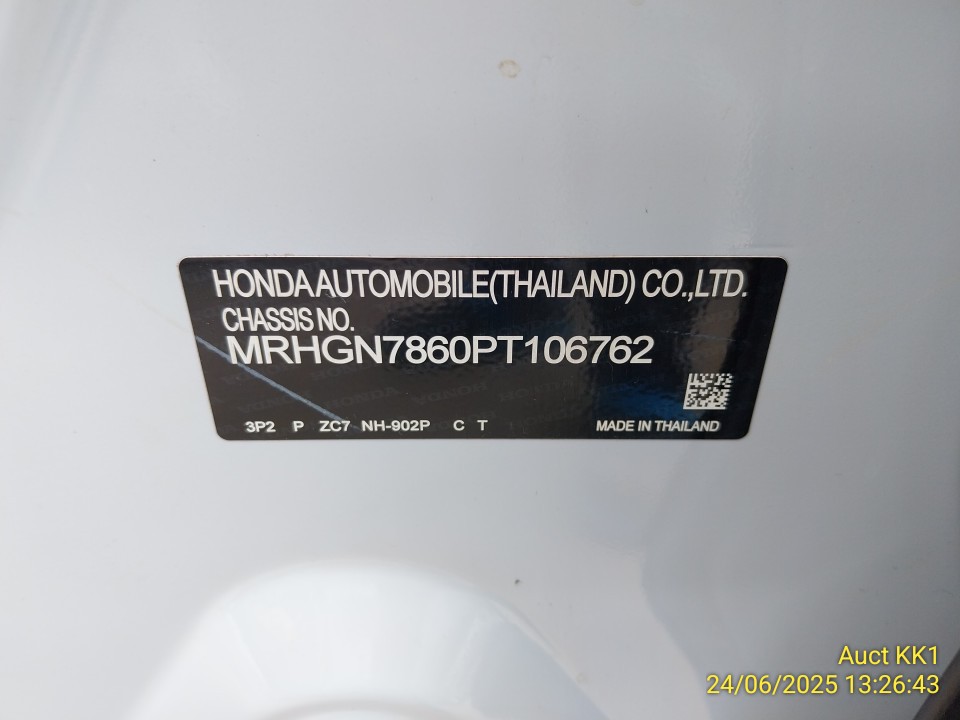 HONDA AUTOMOBILE(THAILAND) CO.,LTD.
CHASSIS NO.
MRHGN7860PT106762
3P2 P ZC7 NH-902P C T MADE IN THAILAND
Auct KK1
24/06/2025 13:26:43